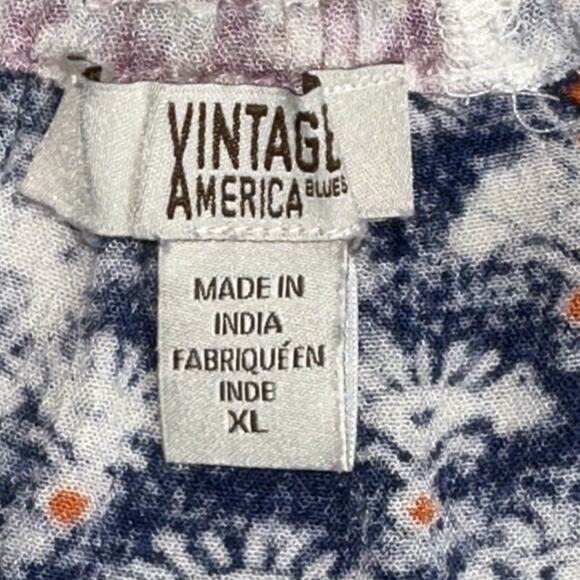 VINTAGE
AMERICA BLUES
MADE IN
INDIA
FABRIQUÉ EN
INDE
XL